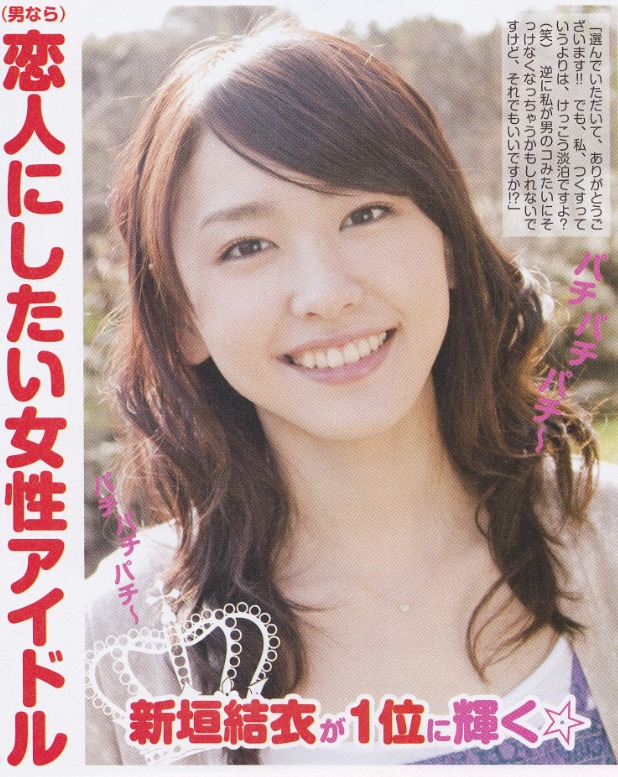 (男なら)
恋人にしたい女性アイドル
「選んでいただいて、ありがとうご
ざいます!! でも、私、つくすって
いうよりは、けっこう淡泊ですよ?
(笑) 逆に私が男のコみたいにそ
っけなくなっちゃうかもしれないで
すけど、それでもいいですか!?」
パチパチパチ〜
パチパチパチ〜
新垣結衣が1位に輝く☆